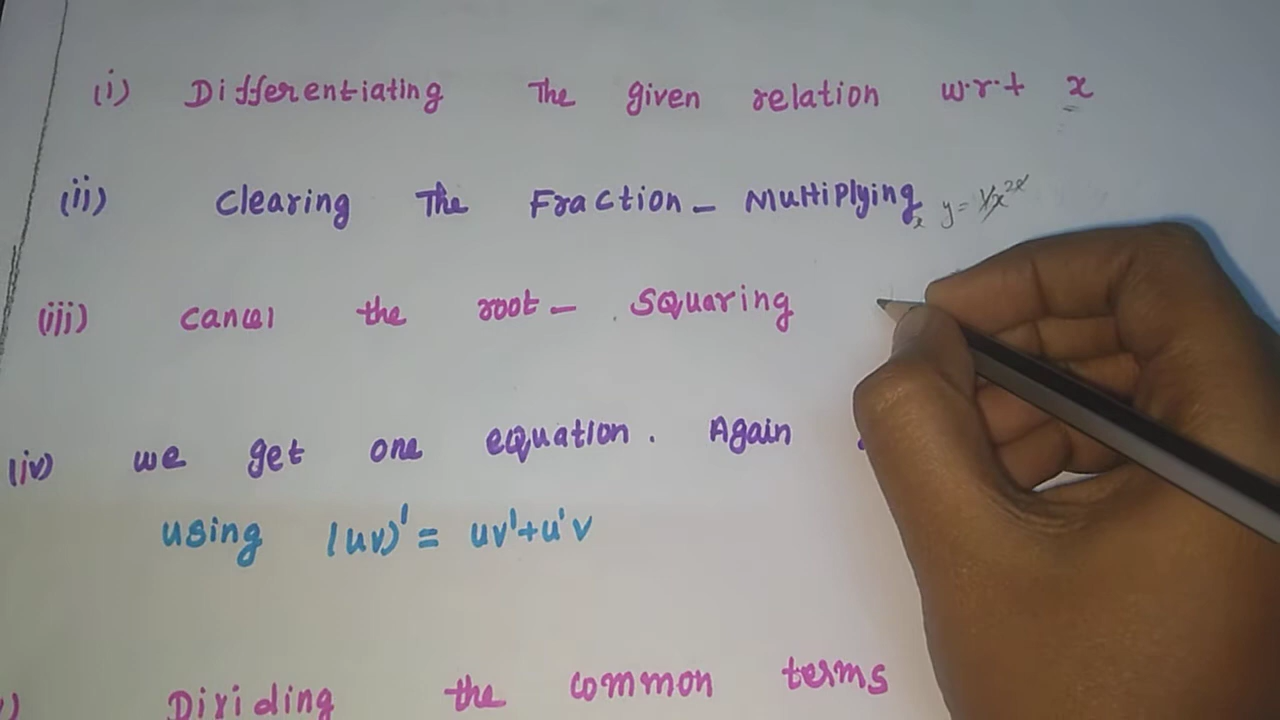 (i) Differentiating The given relation w.r.t x
(ii) Clearing The Fraction - Multiplying y =
(iii) cancel the root - squaring
(iv) we get one equation. Again
using (uv)' = uv'+u'v
) Dividing the common terms